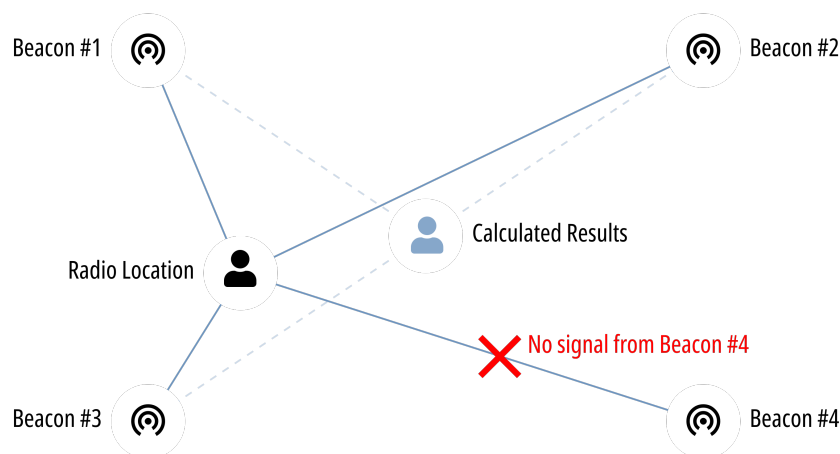 Beacon #1
Beacon #2
Calculated Results
Radio Location
No signal from Beacon #4
Beacon #3
Beacon #4